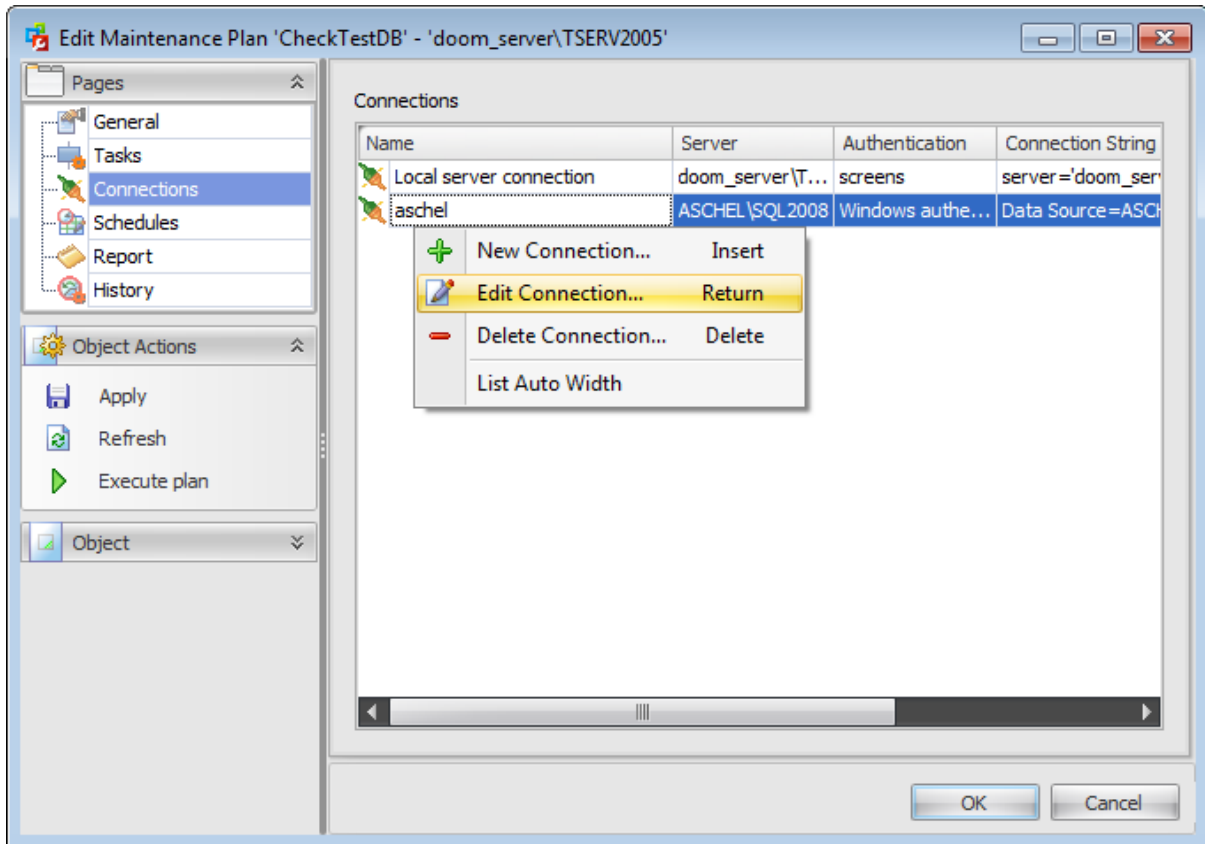 Edit Maintenance Plan 'CheckTestDB' - 'doom_server\TSERV2005'
Pages
General
Tasks
Connections
Schedules
Report
History
Object Actions
Apply
Refresh
Execute plan
Object
Connections
Name Server Authentication Connection String
Local server connection doom_server\T... screens server='doom_ser
aschel ASCHEL\SQL2008 Windows authe... Data Source=ASCH
New Connection... Insert
Edit Connection... Return
Delete Connection... Delete
List Auto Width
OK Cancel